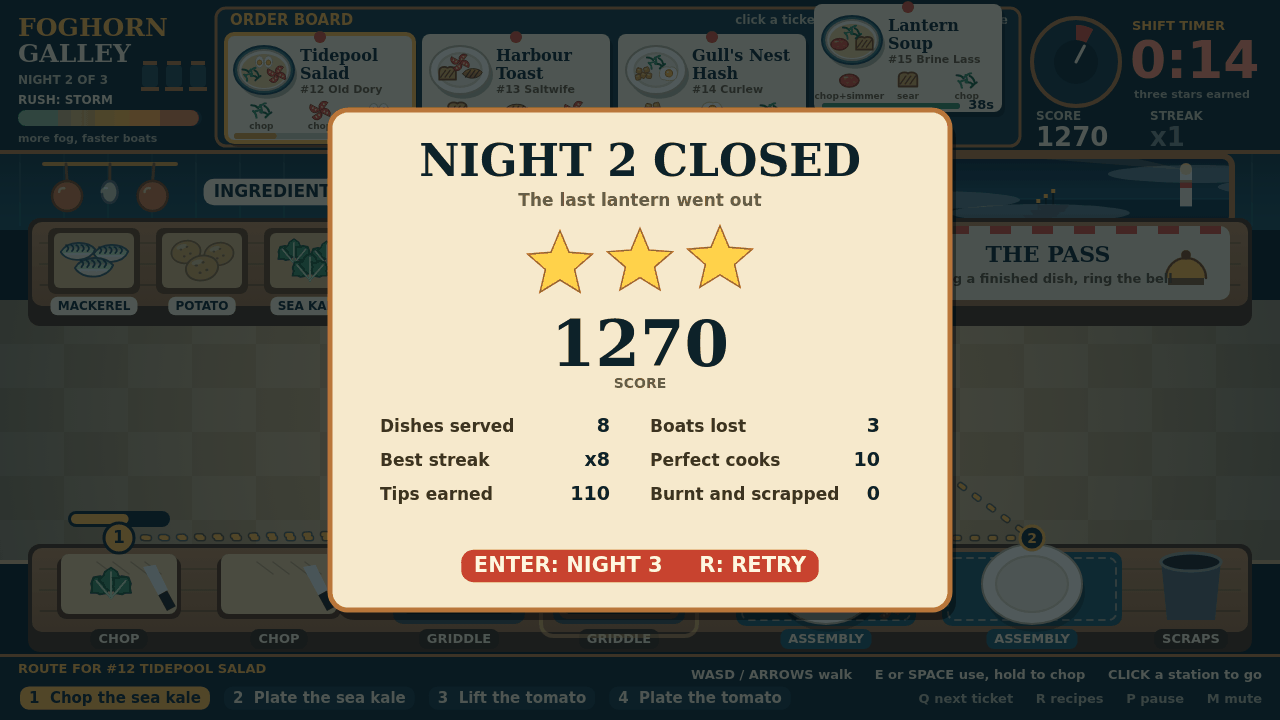 FOGHORN
GALLEY
NIGHT 2 OF 3
RUSH: STORM
more fog, faster boats
ORDER BOARD
click a ticke
Tidepool
Salad
#12 Old Dory
chop
Harbour
Toast
#13 Saltwife
Gull's Nest
Hash
#14 Curlew
Lantern
Soup
#15 Brine Lass
chop+simmer
sear
chop
38s
SHIFT TIMER
0:14
three stars earned
SCORE
1270
STREAK
x1
INGREDIENT
MACKEREL
POTATO
SEA KA
THE PASS
g a finished dish, ring the bell
NIGHT 2 CLOSED
The last lantern went out
1270
SCORE
Dishes served 8
Boats lost 3
Best streak x8
Perfect cooks 10
Tips earned 110
Burnt and scrapped 0
ENTER: NIGHT 3 R: RETRY
1
2
CHOP
CHOP
GRIDDLE
GRIDDLE
ASSEMBLY
ASSEMBLY
SCRAPS
ROUTE FOR #12 TIDEPOOL SALAD
1 Chop the sea kale
2 Plate the sea kale
3 Lift the tomato
4 Plate the tomato
WASD / ARROWS walk E or SPACE use, hold to chop CLICK a station to go
Q next ticket R recipes P pause M mute